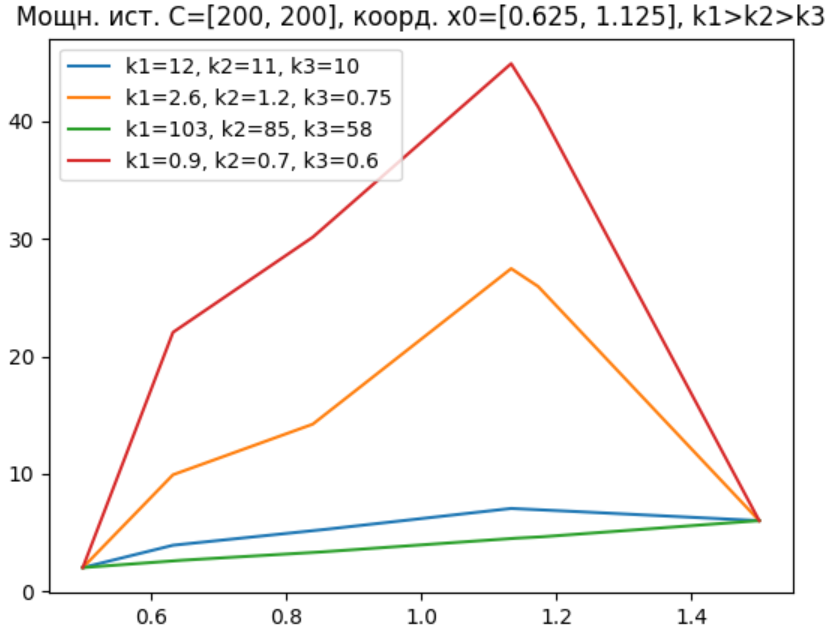 Мощн. ист. C=[200, 200], коорд. x0=[0.625, 1.125], k1>k2>k3
k1=12, k2=11, k3=10
k1=2.6, k2=1.2, k3=0.75
k1=103, k2=85, k3=58
k1=0.9, k2=0.7, k3=0.6
40
30
20
10
0
0.6 0.8 1.0 1.2 1.4